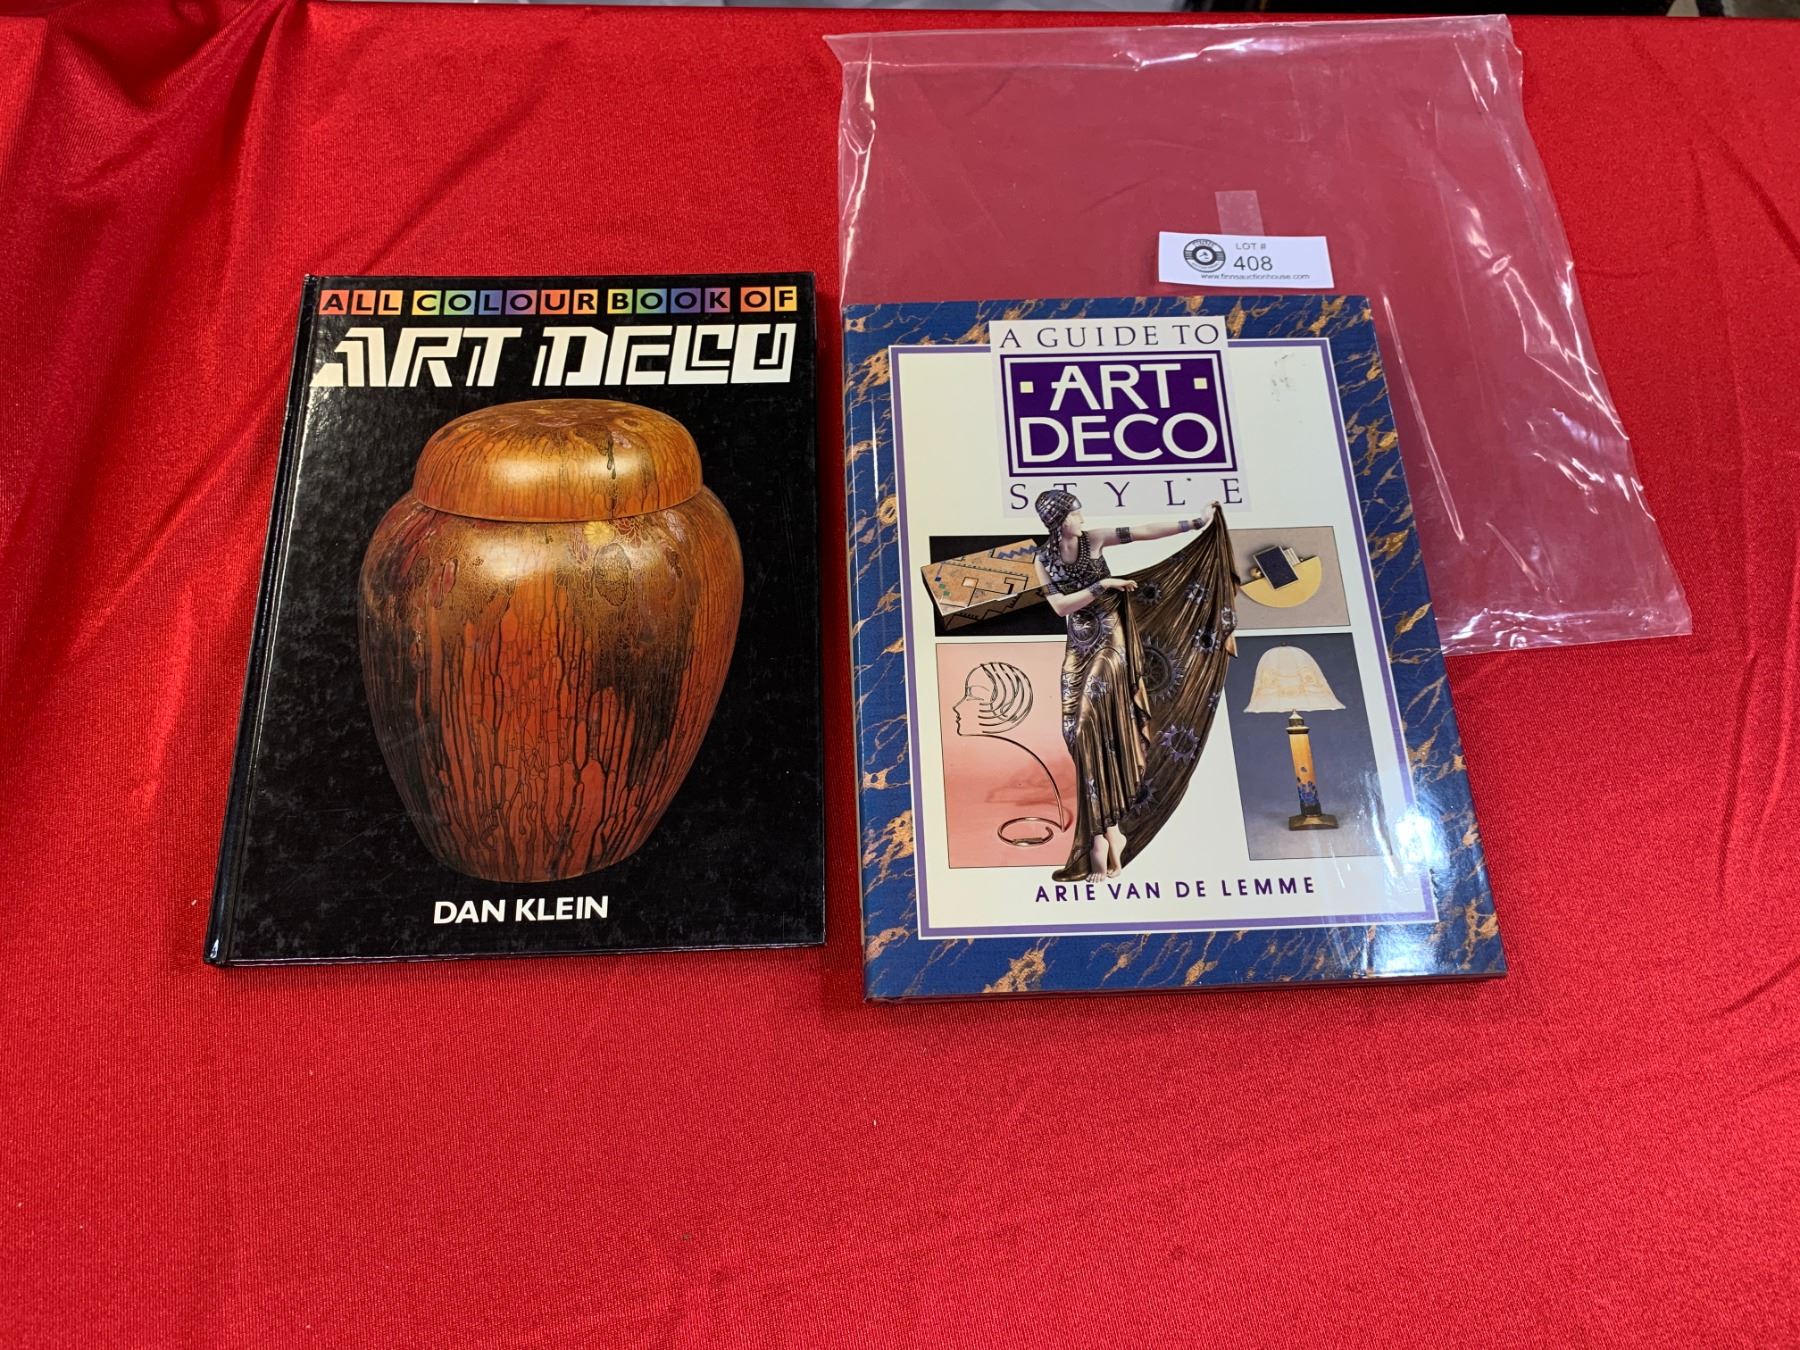 ALL COLOUR BOOK OF
ART DECO
DAN KLEIN
LOT #
408
www.finnsauctionhouse.com
A GUIDE TO
ART
DECO
STYLE
ARIE VAN DE LEMME